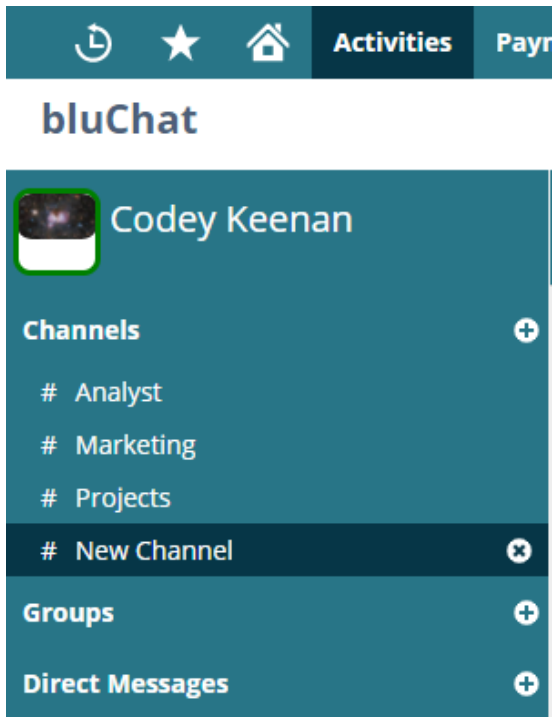 Activities
bluChat
Codey Keenan
Channels
# Analyst
# Marketing
# Projects
# New Channel
Groups
Direct Messages